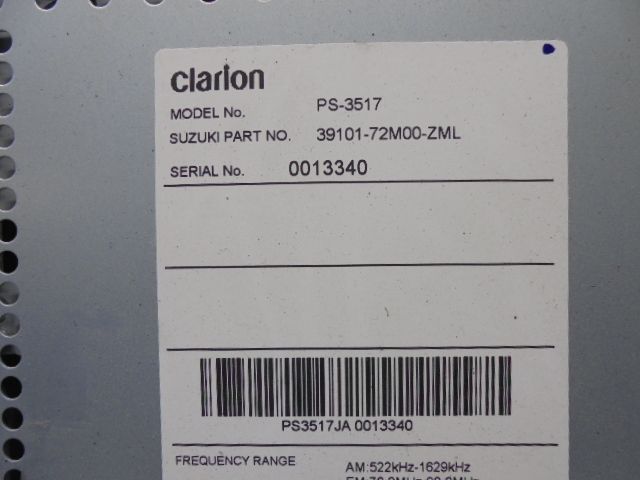 clarion
MODEL No. PS-3517
SUZUKI PART NO. 39101-72M00-ZML
SERIAL No. 0013340
PS3517JA 0013340
FREQUENCY RANGE AM:522kHz-1629kHz